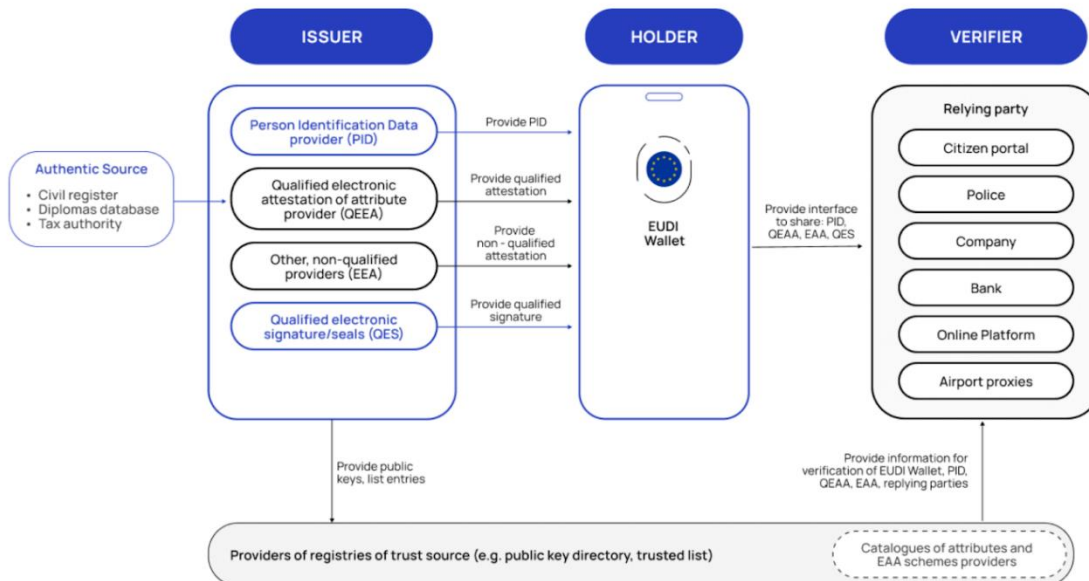 ISSUER
HOLDER
VERIFIER
Authentic Source
• Civil register
• Diplomas database
• Tax authority
Person Identification Data
provider (PID)
Qualified electronic
attestation of attribute
provider (QEEA)
Other, non-qualified
providers (EEA)
Qualified electronic
signature/seals (QES)
Provide PID
Provide qualified
attestation
Provide
non - qualified
attestation
Provide qualified
signature
EUDI
Wallet
Provide interface
to share: PID,
QEAA, EAA, QES
Relying party
Citizen portal
Police
Company
Bank
Online Platform
Airport proxies
Provide public
keys, list entries
Provide information for
verification of EUDI Wallet, PID,
QEAA, EAA, replying parties
Providers of registries of trust source (e.g. public key directory, trusted list)
Catalogues of attributes and
EAA schemes providers